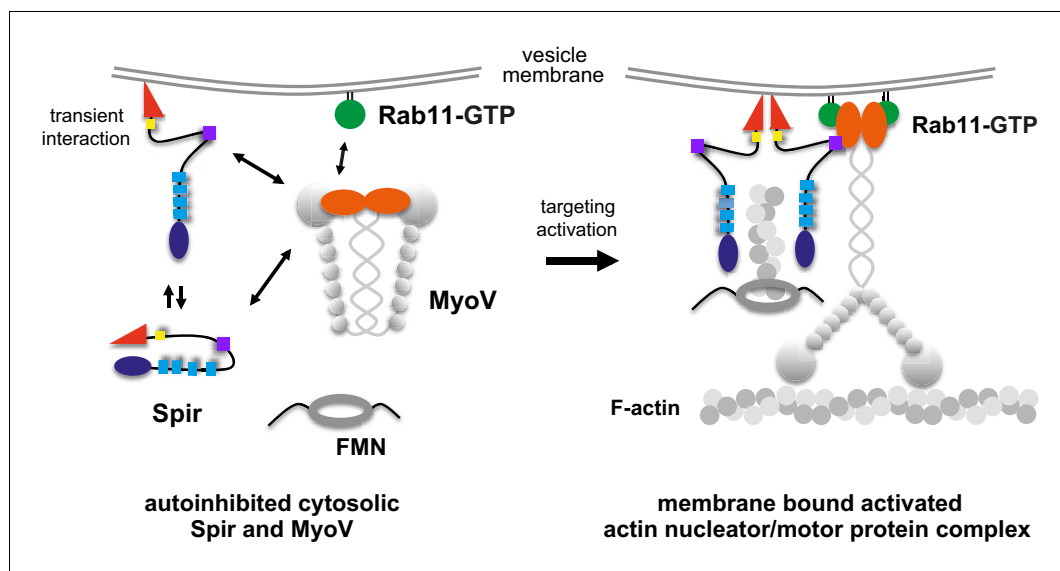 vesicle
membrane
transient
interaction
Rab11-GTP
MyoV
Spir
FMN
autoinhibited cytosolic
Spir and MyoV
targeting
activation
Rab11-GTP
F-actin
membrane bound activated
actin nucleator/motor protein complex